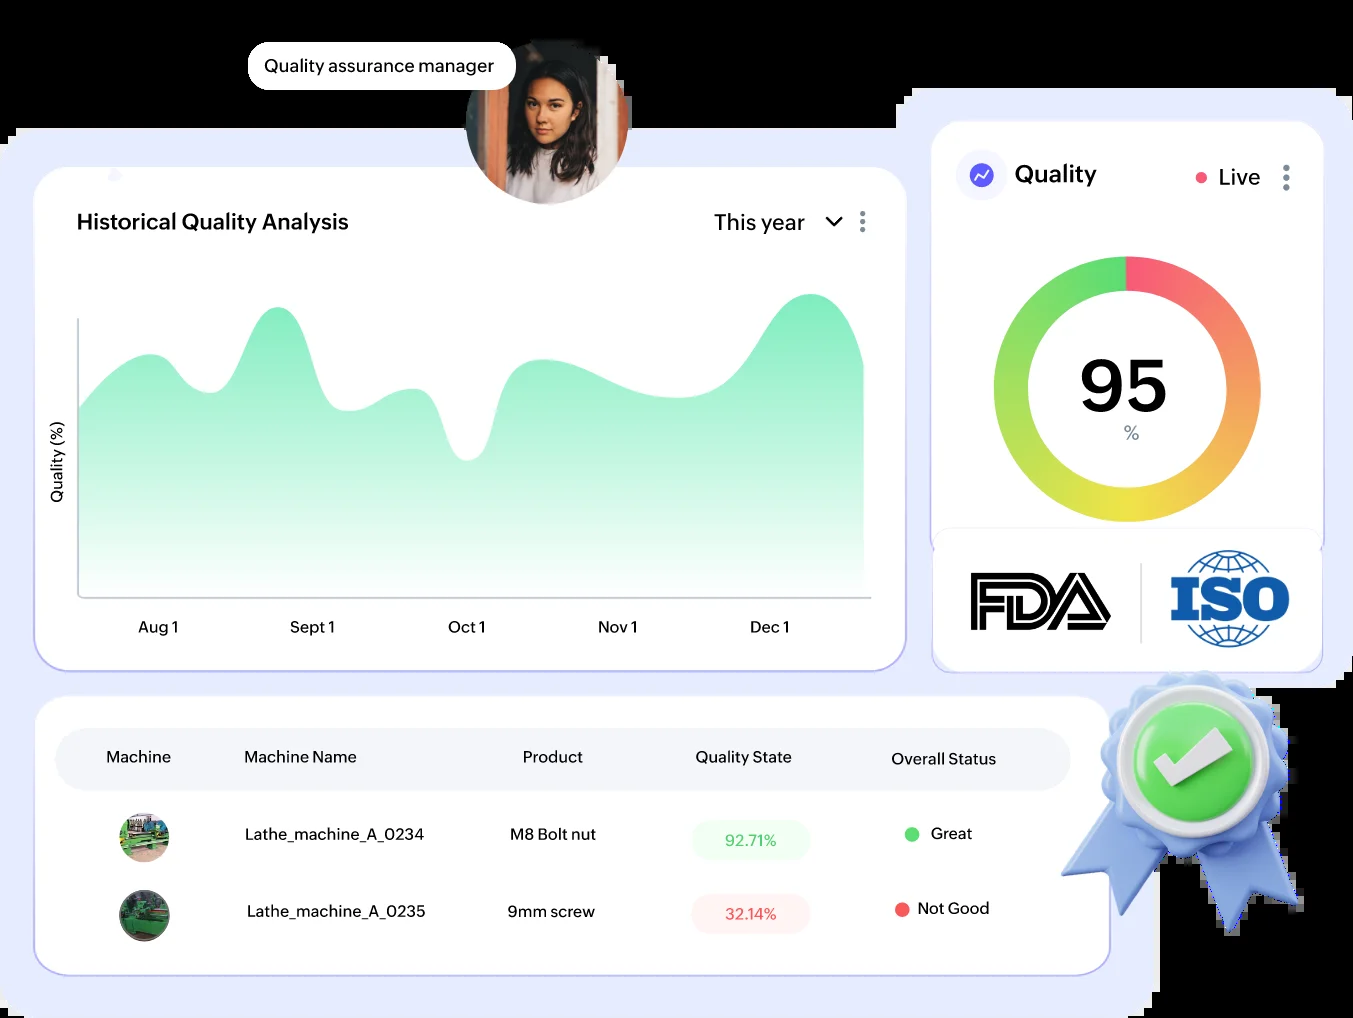 Quality assurance manager
Historical Quality Analysis
This year
Quality (%)
Aug 1
Sept 1
Oct 1
Nov 1
Dec 1
Quality
Live
95
%
FDA
ISO
Machine
Machine Name
Product
Quality State
Overall Status
Lathe_machine_A_0234
M8 Bolt nut
92.71%
Great
Lathe_machine_A_0235
9mm screw
32.14%
Not Good